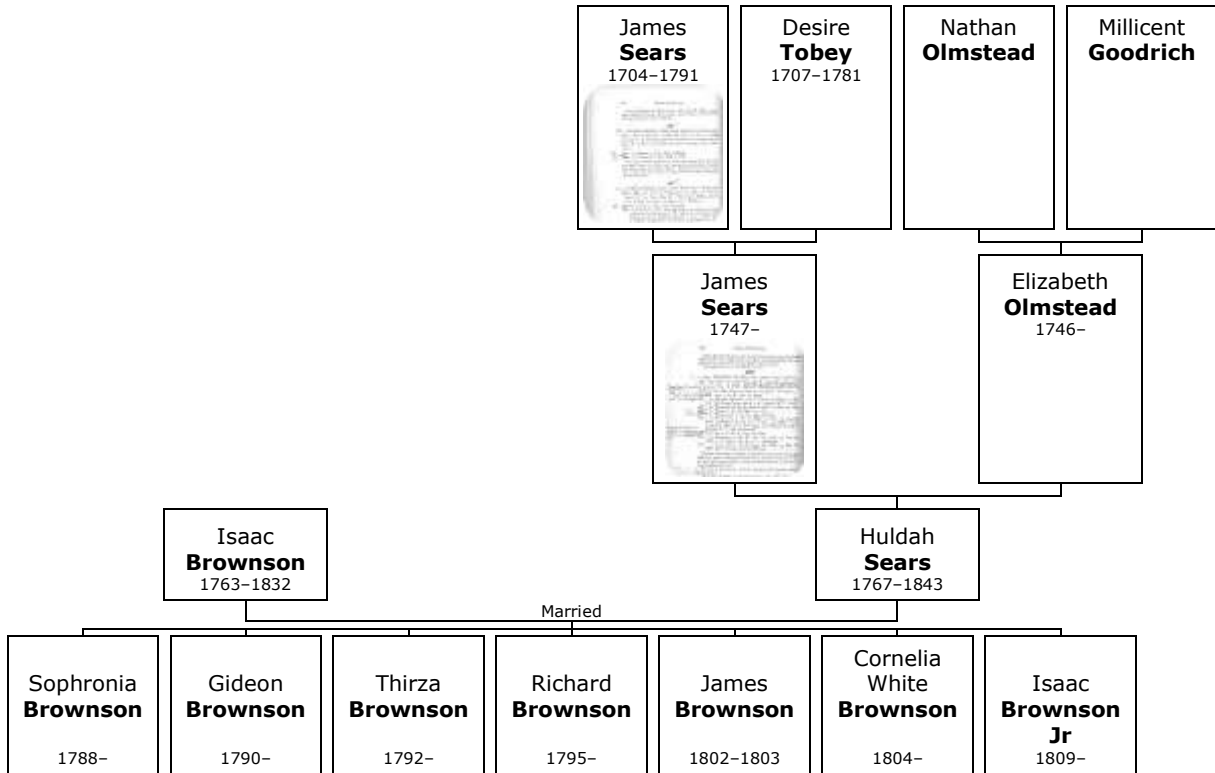 James
Sears
1704–1791
Desire
Tobey
1707–1781
Nathan
Olmstead
Millicent
Goodrich
James
Sears
1747–
Elizabeth
Olmstead
1746–
Isaac
Brownson
1763–1832
Huldah
Sears
1767–1843
Married
Sophronia
Brownson
1788–
Gideon
Brownson
1790–
Thirza
Brownson
1792–
Richard
Brownson
1795–
James
Brownson
1802–1803
Cornelia
White
Brownson
1804–
Isaac
Brownson
Jr
1809–